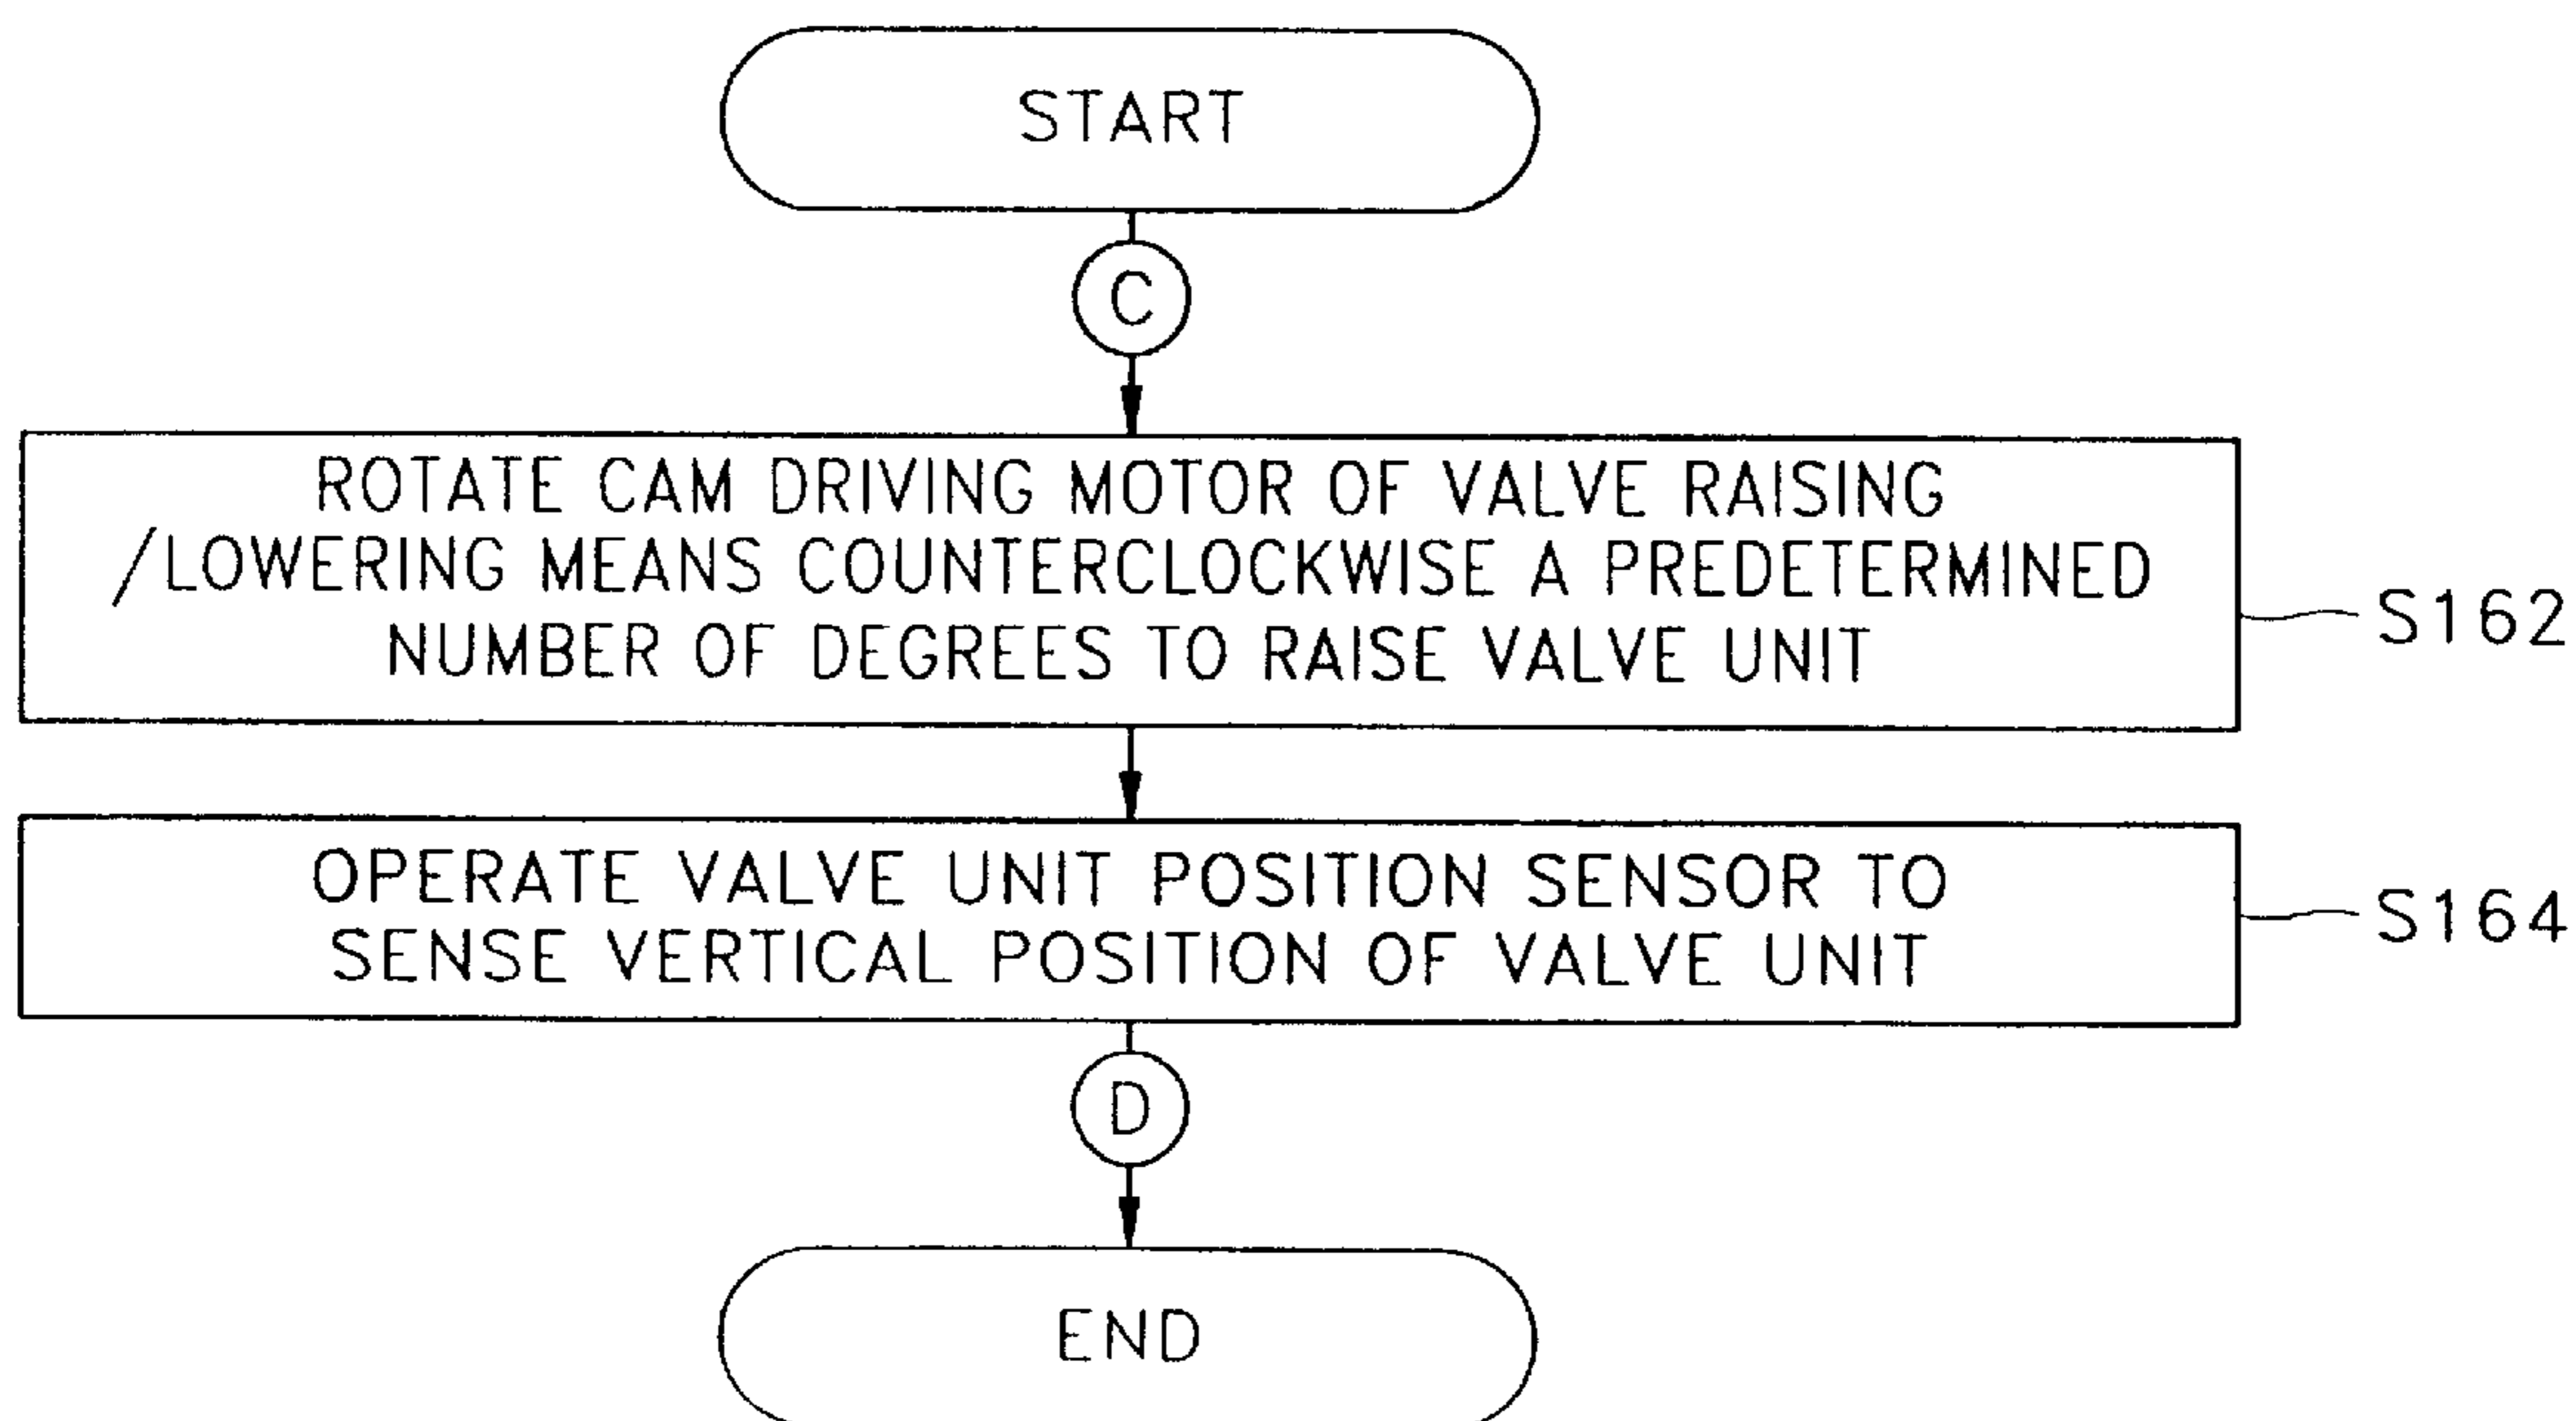 START
C
ROTATE CAM DRIVING MOTOR OF VALVE RAISING
/LOWERING MEANS COUNTERCLOCKWISE A PREDETERMINED
NUMBER OF DEGREES TO RAISE VALVE UNIT
S162
OPERATE VALVE UNIT POSITION SENSOR TO
SENSE VERTICAL POSITION OF VALVE UNIT
S164
D
END